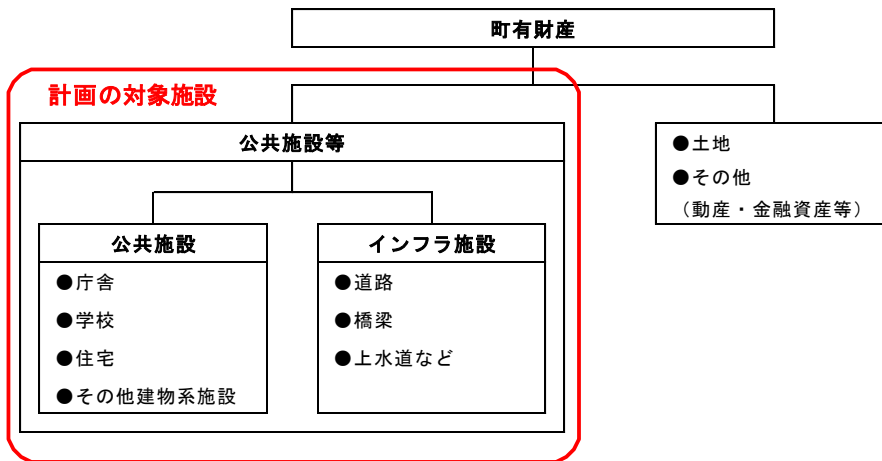 町有財産
計画の対象施設
公共施設等
●土地
●その他
（動産・金融資産等）
公共施設
●庁舎
●学校
●住宅
●その他建物系施設
インフラ施設
●道路
●橋梁
●上水道など